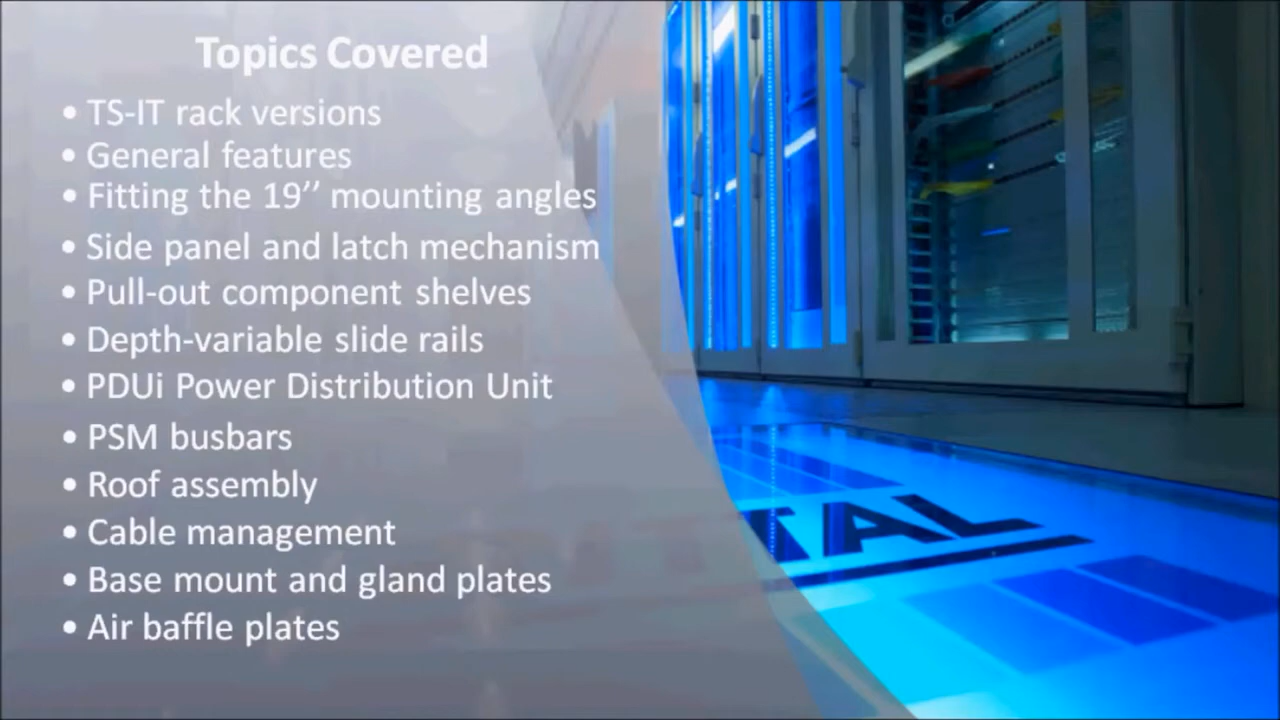 Topics Covered
• TS-IT rack versions
• General features
• Fitting the 19’’ mounting angles
• Side panel and latch mechanism
• Pull-out component shelves
• Depth-variable slide rails
• PDUi Power Distribution Unit
• PSM busbars
• Roof assembly
• Cable management
• Base mount and gland plates
• Air baffle plates
TAL